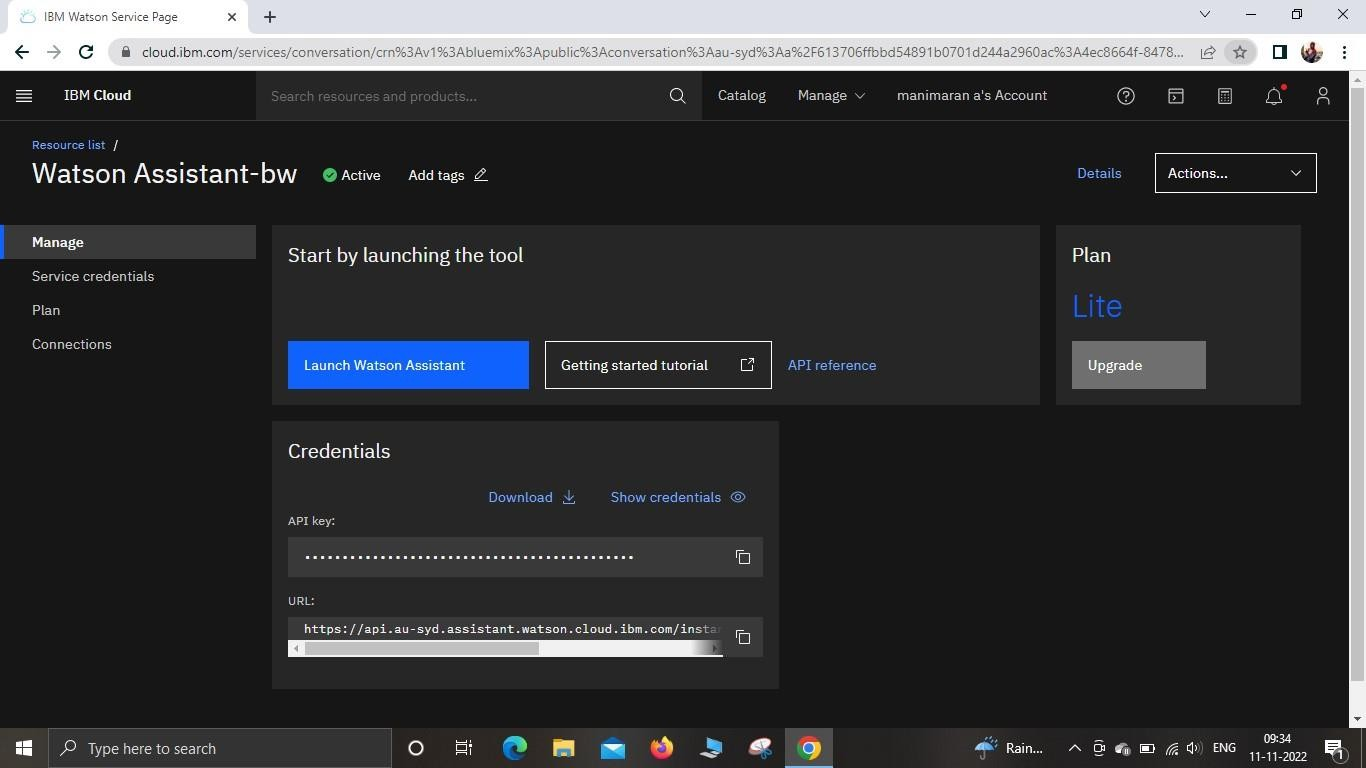 IBM Watson Service Page
cloud.ibm.com/services/conversation/crn%3Av1%3Abluemix%3Apublic%3Aconversation%3Aau-syd%3Aa%2F613706ffbbd54891b0701d244a2960ac%3A4ec8664f-8478...
IBM Cloud
Search resources and products...
Catalog
Manage
manimaran a's Account
Resource list /
Watson Assistant-bw
Active
Add tags
Details
Actions...
Manage
Service credentials
Plan
Connections
Start by launching the tool
Launch Watson Assistant
Getting started tutorial
API reference
Plan
Lite
Upgrade
Credentials
Download
Show credentials
API key:
•••••••••••••••••••••••••••••••••••••••••••
URL:
https://api.au-syd.assistant.watson.cloud.ibm.com/insta
Type here to search
Rain...
ENG
09:34
11-11-2022
1